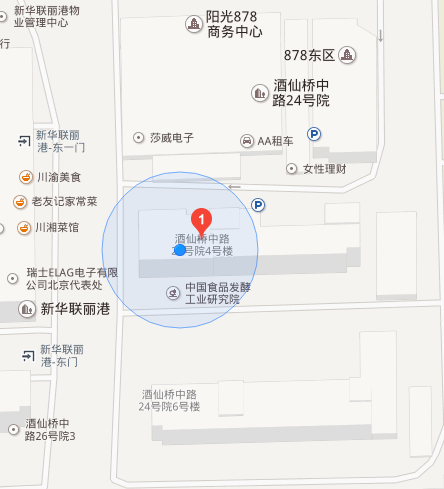 新华联丽港物
业管理中心
阳光878
商务中心
行
878东区
酒仙桥中
路24号院
新华联丽
港-东一门
莎威电子
AA租车
P
川渝美食
女性理财
老友记家常菜
P
1
川湘菜馆
酒仙桥中路
24号院4号楼
瑞士ELAG电子有限
公司北京代表处
中国食品发酵
工业研究院
新华联丽港
新华联丽
港-东门
酒仙桥中路
24号院6号楼
酒仙桥中
路26号院3